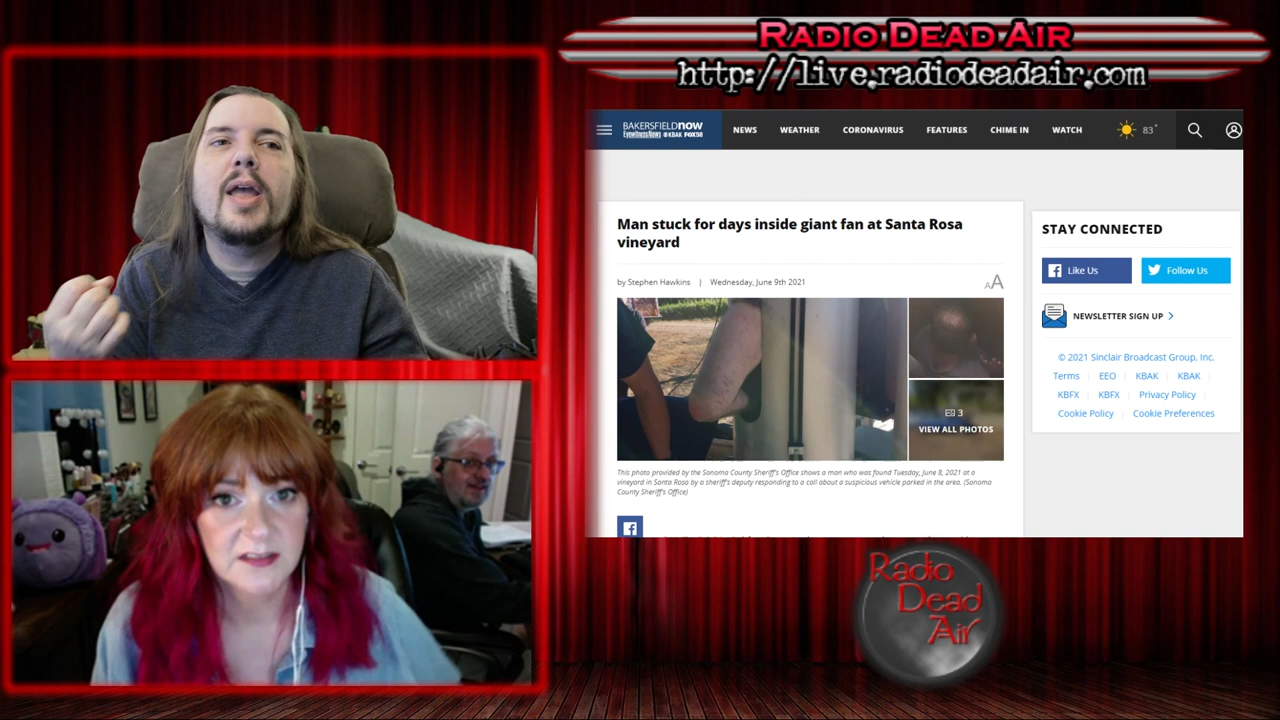 RADIO DEAD AIR
http://live.radiodeadair.com
BAKERSFIELDnow
EyewitnessNews KBAK FOX58
NEWS
WEATHER
CORONAVIRUS
FEATURES
CHIME IN
WATCH
83°
Man stuck for days inside giant fan at Santa Rosa
vineyard
by Stephen Hawkins | Wednesday, June 9th 2021
AA
3
VIEW ALL PHOTOS
This photo provided by the Sonoma County Sheriff's Office shows a man who was found Tuesday, June 8, 2021 at a
vineyard in Santa Rosa by a sheriff's deputy responding to a call about a suspicious vehicle parked in the area. (Sonoma
County Sheriff's Office)
STAY CONNECTED
Like Us
Follow Us
NEWSLETTER SIGN UP
© 2021 Sinclair Broadcast Group, Inc.
Terms
EEO
KBAK
KBAK
KBFX
KBFX
Privacy Policy
Cookie Policy
Cookie Preferences
Radio
Dead
Air